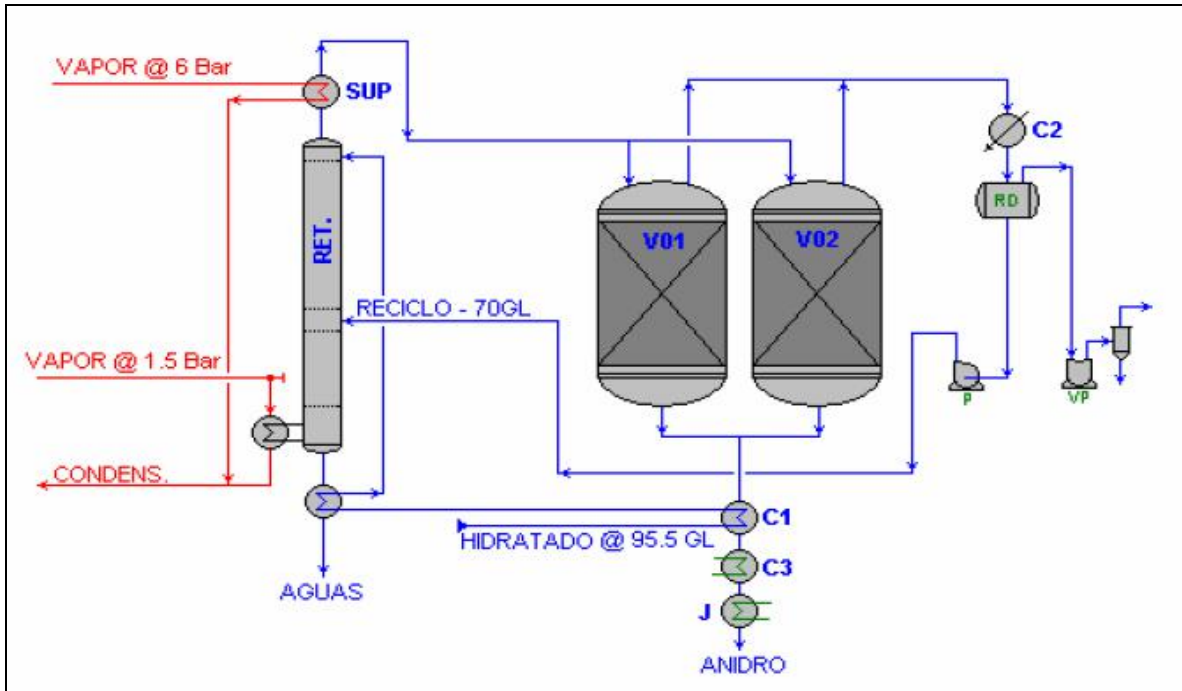 VAPOR @ 6 Bar
SUP
C2
RD
RET.
V01
V02
RECICLO - 70GL
VAPOR @ 1.5 Bar
P
VP
CONDENS.
C1
HIDRATADO @ 95.5 GL
C3
AGUAS
J
ANIDRO